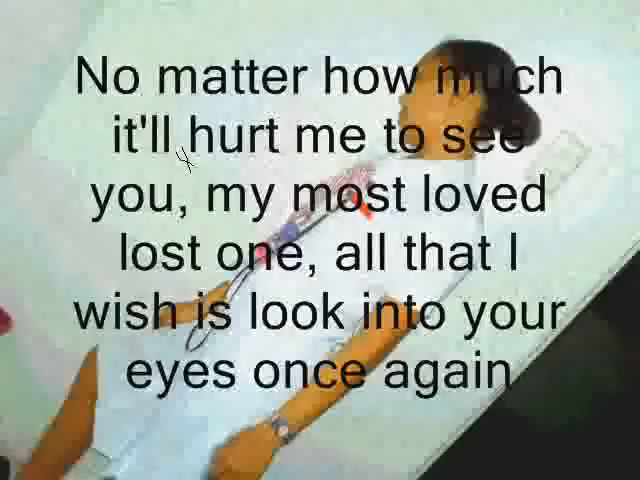 No matter how much
it'll hurt me to see
you, my most loved
lost one, all that I
wish is look into your
eyes once again